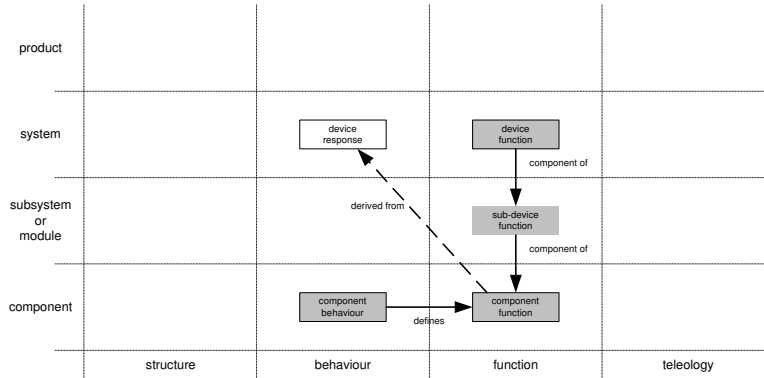 product
system
device
response
device
function
component of
subsystem
or
module
derived from
sub-device
function
component of
component
component
behaviour
defines
component
function
structure
behaviour
function
teleology